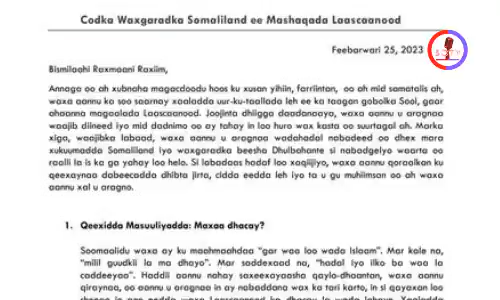 Codka Waxgaradka Somaliland ee Mashaqada Laascaanood
Feebarwari 25, 2023
Bismilaahi Raxmaani Raxiim,
Annaga oo ah xubnaha magacdoodu hoos ku xusan yihiin, farriintan, oo ah mid samatalis ah,
waxa aannu ka soo saarnay xaaladda uur-ku-taallada leh ee ka taagan gobolka Sool, gaar
ahaanna magaalada Laascaanood. Joojinta dhiigga daadanaaya, waxa aannu u aragnaa
waajib diineed iyo mid dadnimo oo ay tahay in loo huro wax kasta oo suurtagal ah. Marka
xiga, waajibka labaad, waxa aannu u aragnaa wadahadal nabadeed oo dhex mara
xukuumadda Somaliland iyo waxgaradka beesha Dhulbohante si nabadgelyo waarta oo
raalli la is ka ga yahay loo helo. Si labadaas hadaf loo xaqiijiyo, waxa aannu qoraalkan ku
qeexaynaa dabeecadda dhibta jirta, cidda eedda leh iyo ta u gu muhiimsan oo ah waxa
aannu xal u aragno.
1. Qeexidda Masuuliyadda: Maxaa dhacay?
Soomaalidu waxa ay ku maahmaahdaa “gar waa loo wada Islaam”. Mar kale na,
“miliil guudkii la ma dhayo”. Mar saddexaad na, “hadal iyo ilko ba waa la
caddeeyaa”. Haddii aannu nahay saxeexayaasha qaylo-dhaantan, waxa aannu
qiraynaa, oo aannu u aragnaa in ay nabaddana wax ka tari karto, in si qayaxan loo